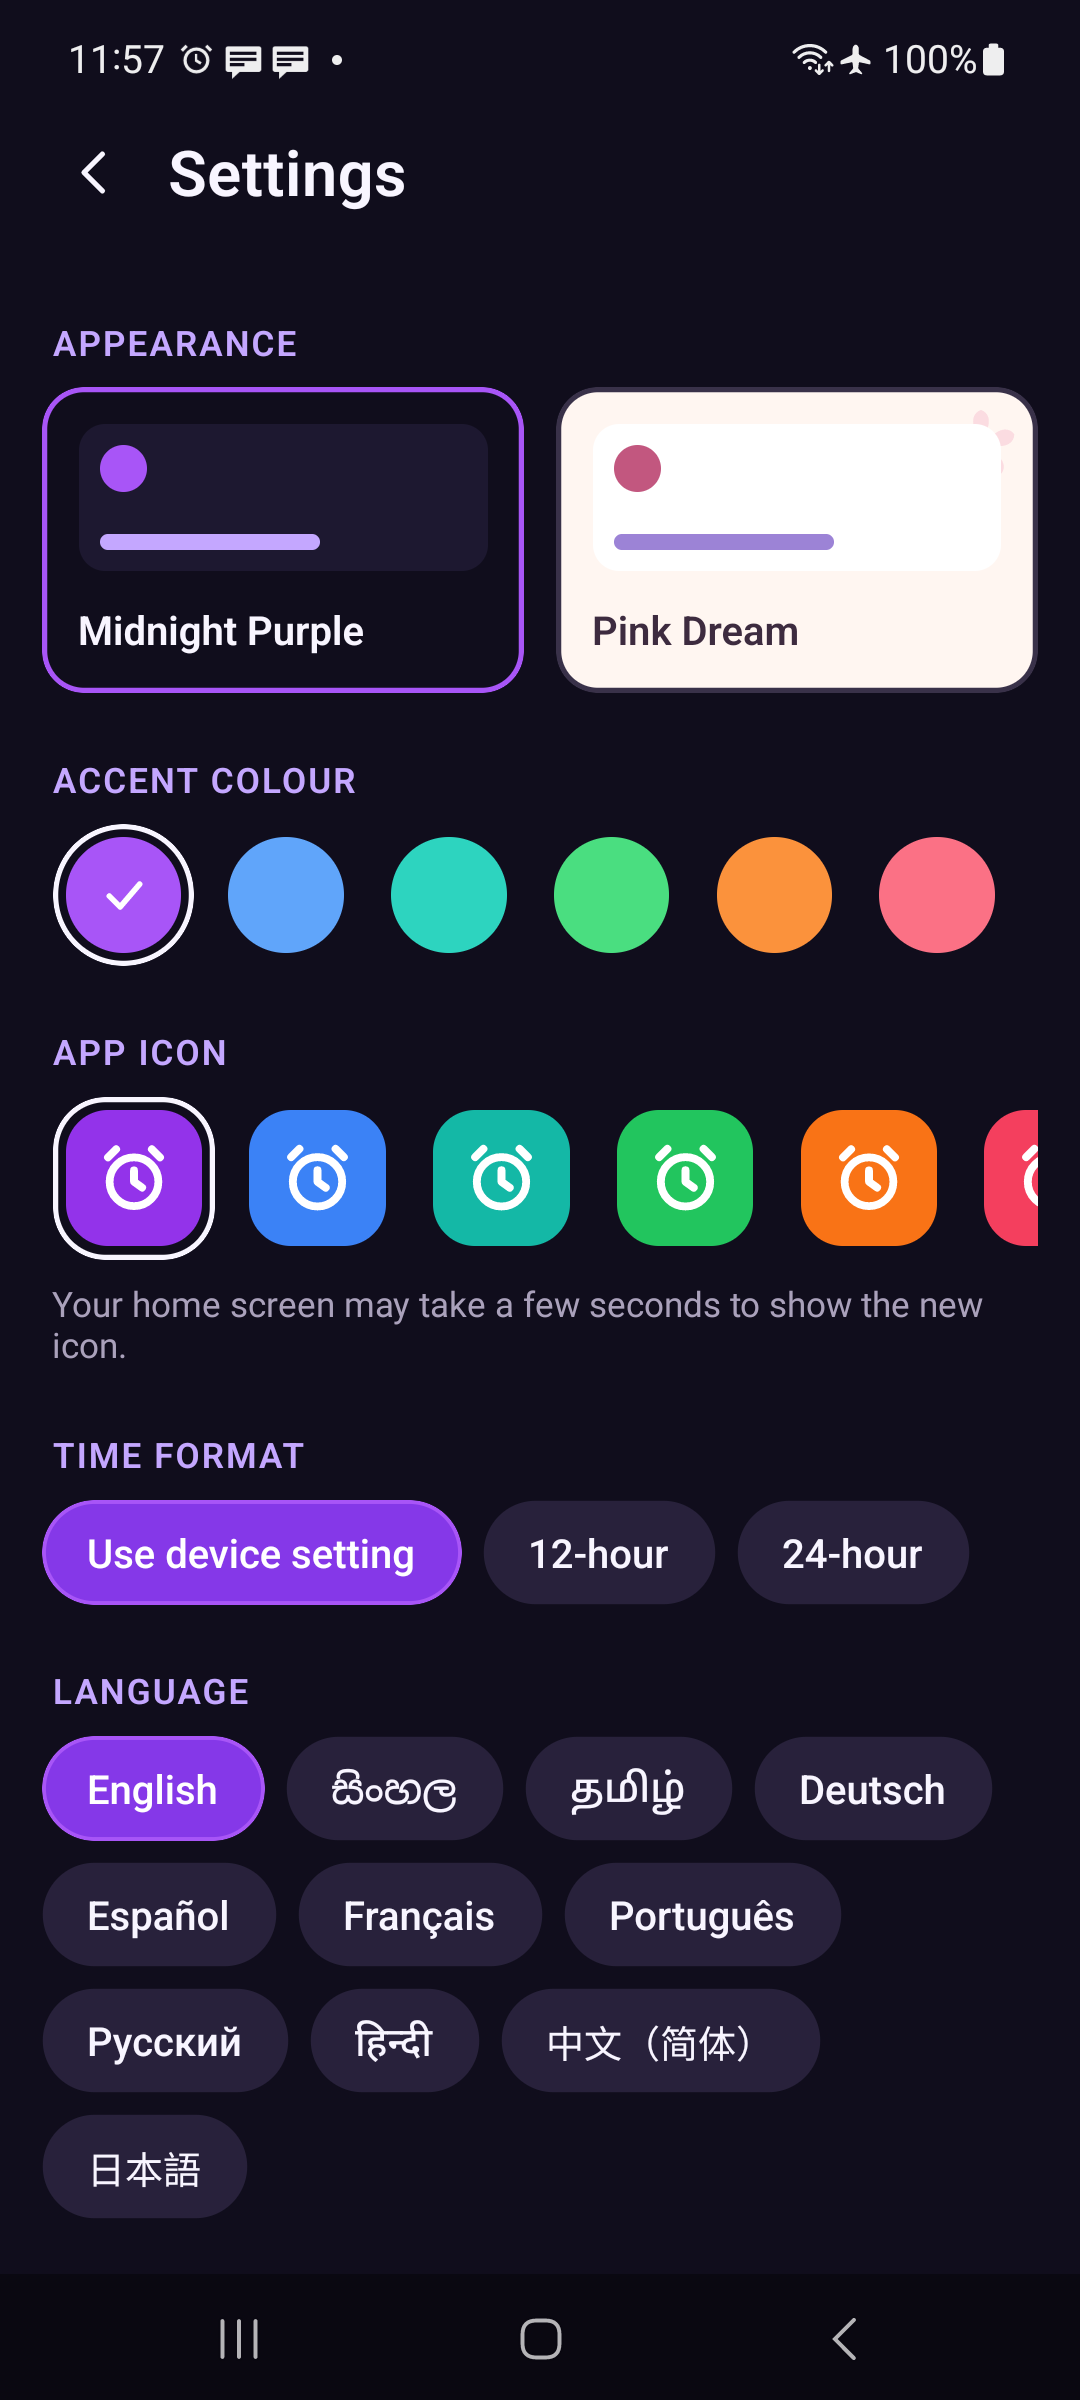 11:57
100%
Settings
APPEARANCE
Midnight Purple
Pink Dream
ACCENT COLOUR
APP ICON
Your home screen may take a few seconds to show the new
icon.
TIME FORMAT
Use device setting
12-hour
24-hour
LANGUAGE
English
සිංහල
தமிழ்
Deutsch
Español
Français
Português
Русский
हिन्दी
中文（简体）
日本語